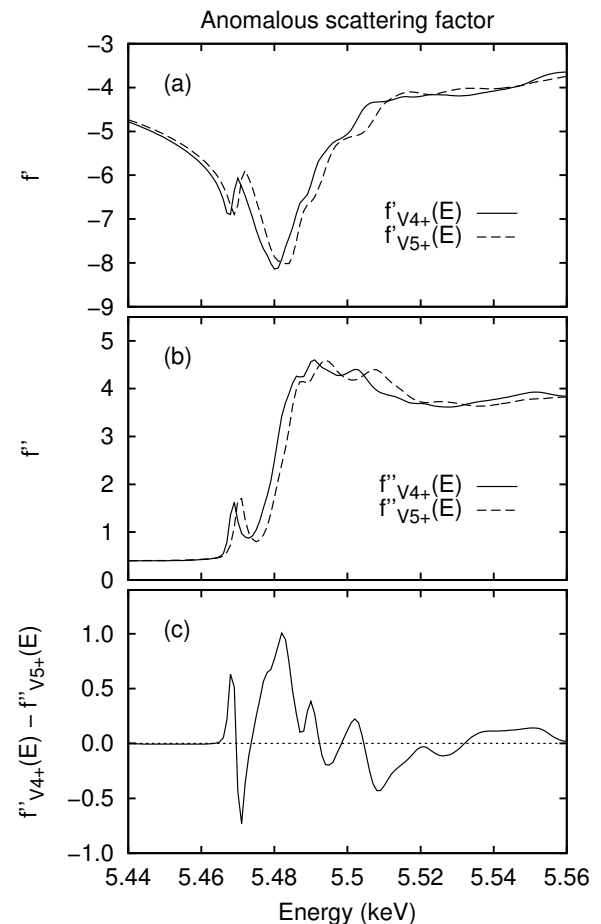 Anomalous scattering factor
−3
−4
−5
−6
−7
−8
−9
f'
(a)
f'V4+(E)
f'V5+(E)
5
4
3
2
1
0
f''
(b)
f''V4+(E)
f''V5+(E)
1.0
0.5
0.0
−0.5
−1.0
f''V4+(E) − f''V5+(E)
(c)
5.44 5.46 5.48 5.5 5.52 5.54 5.56
Energy (keV)